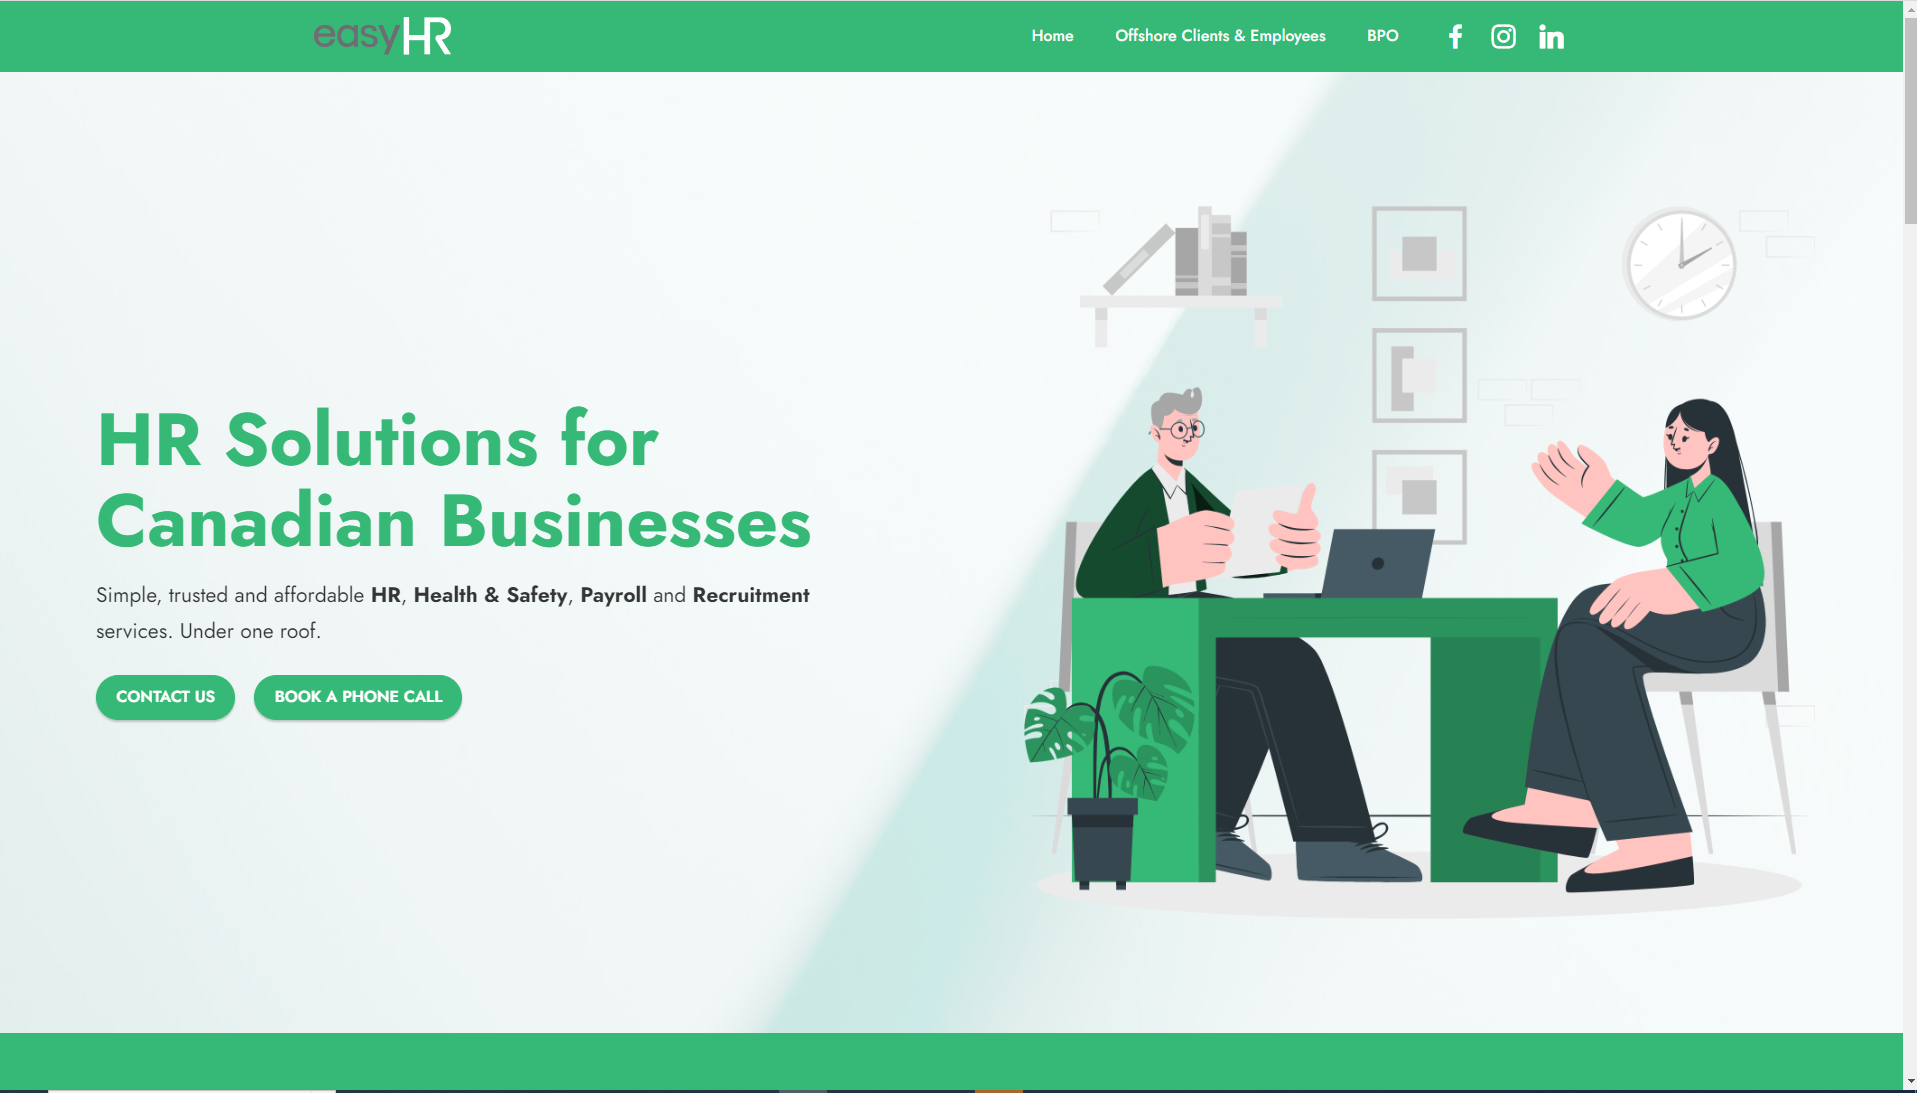 easyHR
Home
Offshore Clients & Employees
BPO
HR Solutions for
Canadian Businesses
Simple, trusted and affordable HR, Health & Safety, Payroll and Recruitment
services. Under one roof.
CONTACT US
BOOK A PHONE CALL